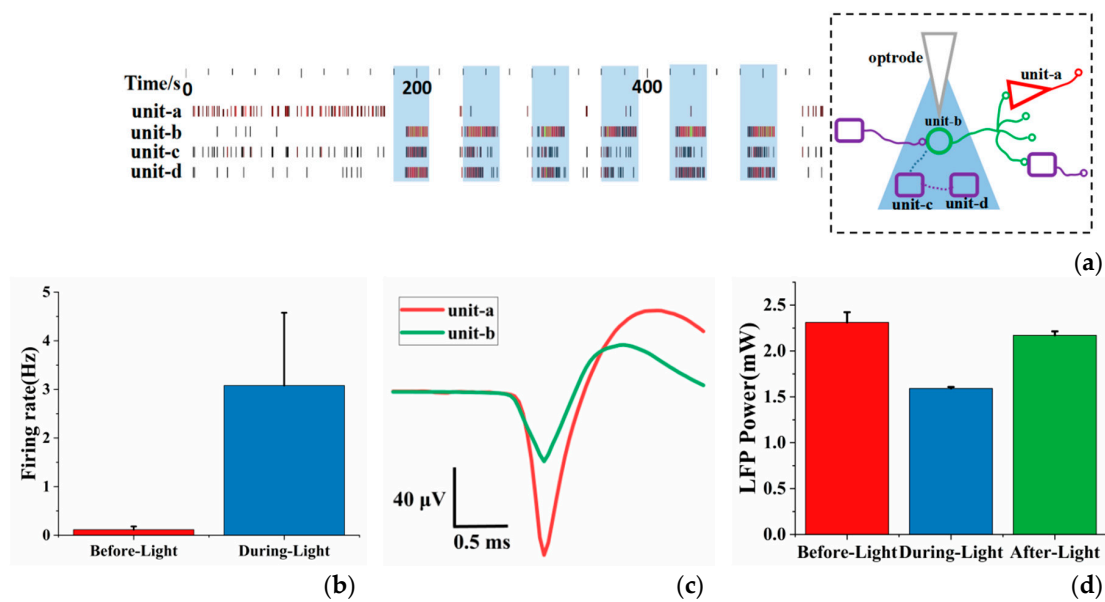 Time/s
0
200
400
unit-a
unit-b
unit-c
unit-d
optrode
unit-a
unit-b
unit-c
unit-d
(a)
Firing rate(Hz)
5
4
3
2
1
0
Before-Light
During-Light
(b)
unit-a
unit-b
40 μV
0.5 ms
(c)
LFP Power(mW)
2.5
2.0
1.5
1.0
0.5
0.0
Before-Light
During-Light
After-Light
(d)